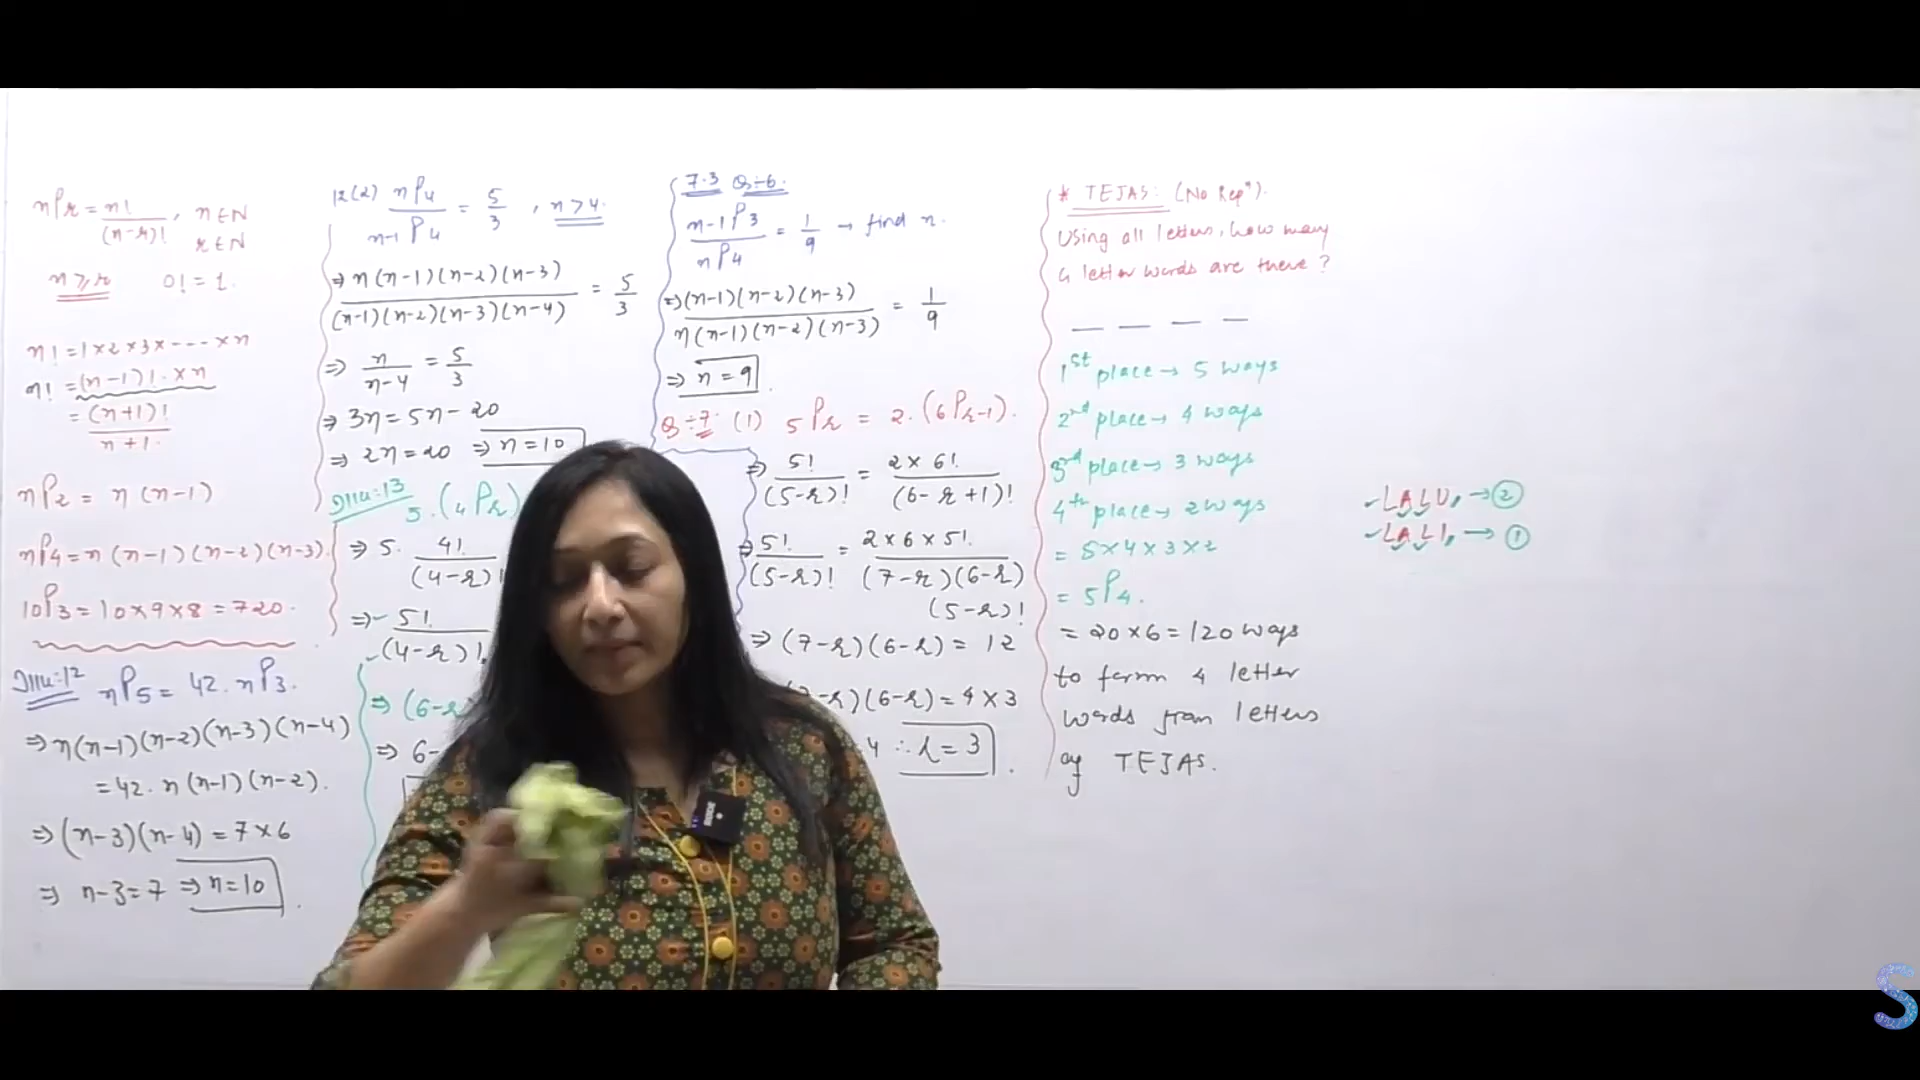 nPr = n! / (n-r)! , n∈N
r∈N
n ≥ r 0! = 1.
n! = 1×2×3×----×n
n! = (n-1)! · × n
= (n+1)! / n+1.
nP2 = n (n-1)
nP4 = n (n-1) (n-2) (n-3).
10P3 = 10×9×8 = 720.
Illu:12 nP5 = 42. nP3.
⇒ n(n-1)(n-2)(n-3)(n-4)
= 42. n (n-1) (n-2).
⇒ (n-3)(n-4) = 7×6
⇒ n-3=7 ⇒ n=10.
12(2) nP4 / n-1P4 = 5/3 , n>4.
⇒ n(n-1)(n-2)(n-3) / (n-1)(n-2)(n-3)(n-4) = 5/3
⇒ n / n-4 = 5/3
⇒ 3n = 5n-20
⇒ 2n=20 ⇒ n=10
Illu:13 5.(4Pr)
⇒ 5. 4! / (4-r)!
⇒ 5! / (4-r)!
⇒ (6-r
⇒ 6-
7.3 Q÷6.
n-1P3 / nP4 = 1/9 → find n.
⇒ (n-1)(n-2)(n-3) / n(n-1)(n-2)(n-3) = 1/9
⇒ n=9.
Q÷7. (1) 5Pr = 2. (6Pr-1).
⇒ 5! / (5-r)! = 2×6! / (6-r+1)!
⇒ 5! / (5-r)! = 2×6×5! / (7-r)(6-r)(5-r)!
⇒ (7-r)(6-r) = 12
-r)(6-r) = 4×3
4 ∴ r=3.
* TEJAS: (No Repⁿ).
Using all letters, how many
4 letter words are there?
1st place → 5 ways
2nd place → 4 ways
3rd place → 3 ways
4th place → 2 ways
= 5×4×3×2
= 5P4.
= 20×6 = 120 ways
to form 4 letter
words from letters
of TEJAS.
LALU, → 2
LALI, → 1
S